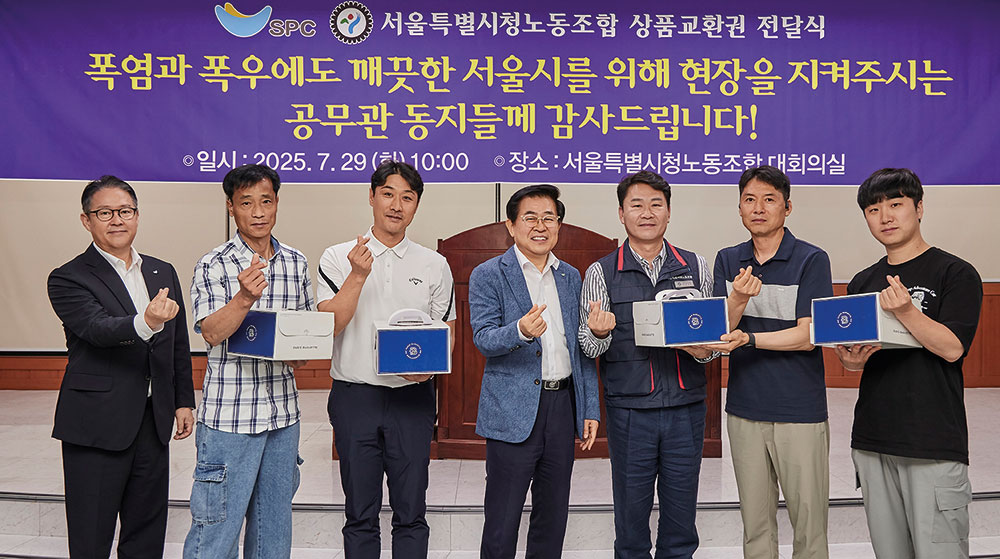 SPC 서울특별시청노동조합 상품교환권 전달식
폭염과 폭우에도 깨끗한 서울시를 위해 현장을 지켜주시는
공무관 동지들께 감사드립니다!
◎일시 : 2025. 7. 29 (화) 10:00 ◎장소 : 서울특별시청노동조합 대회의실